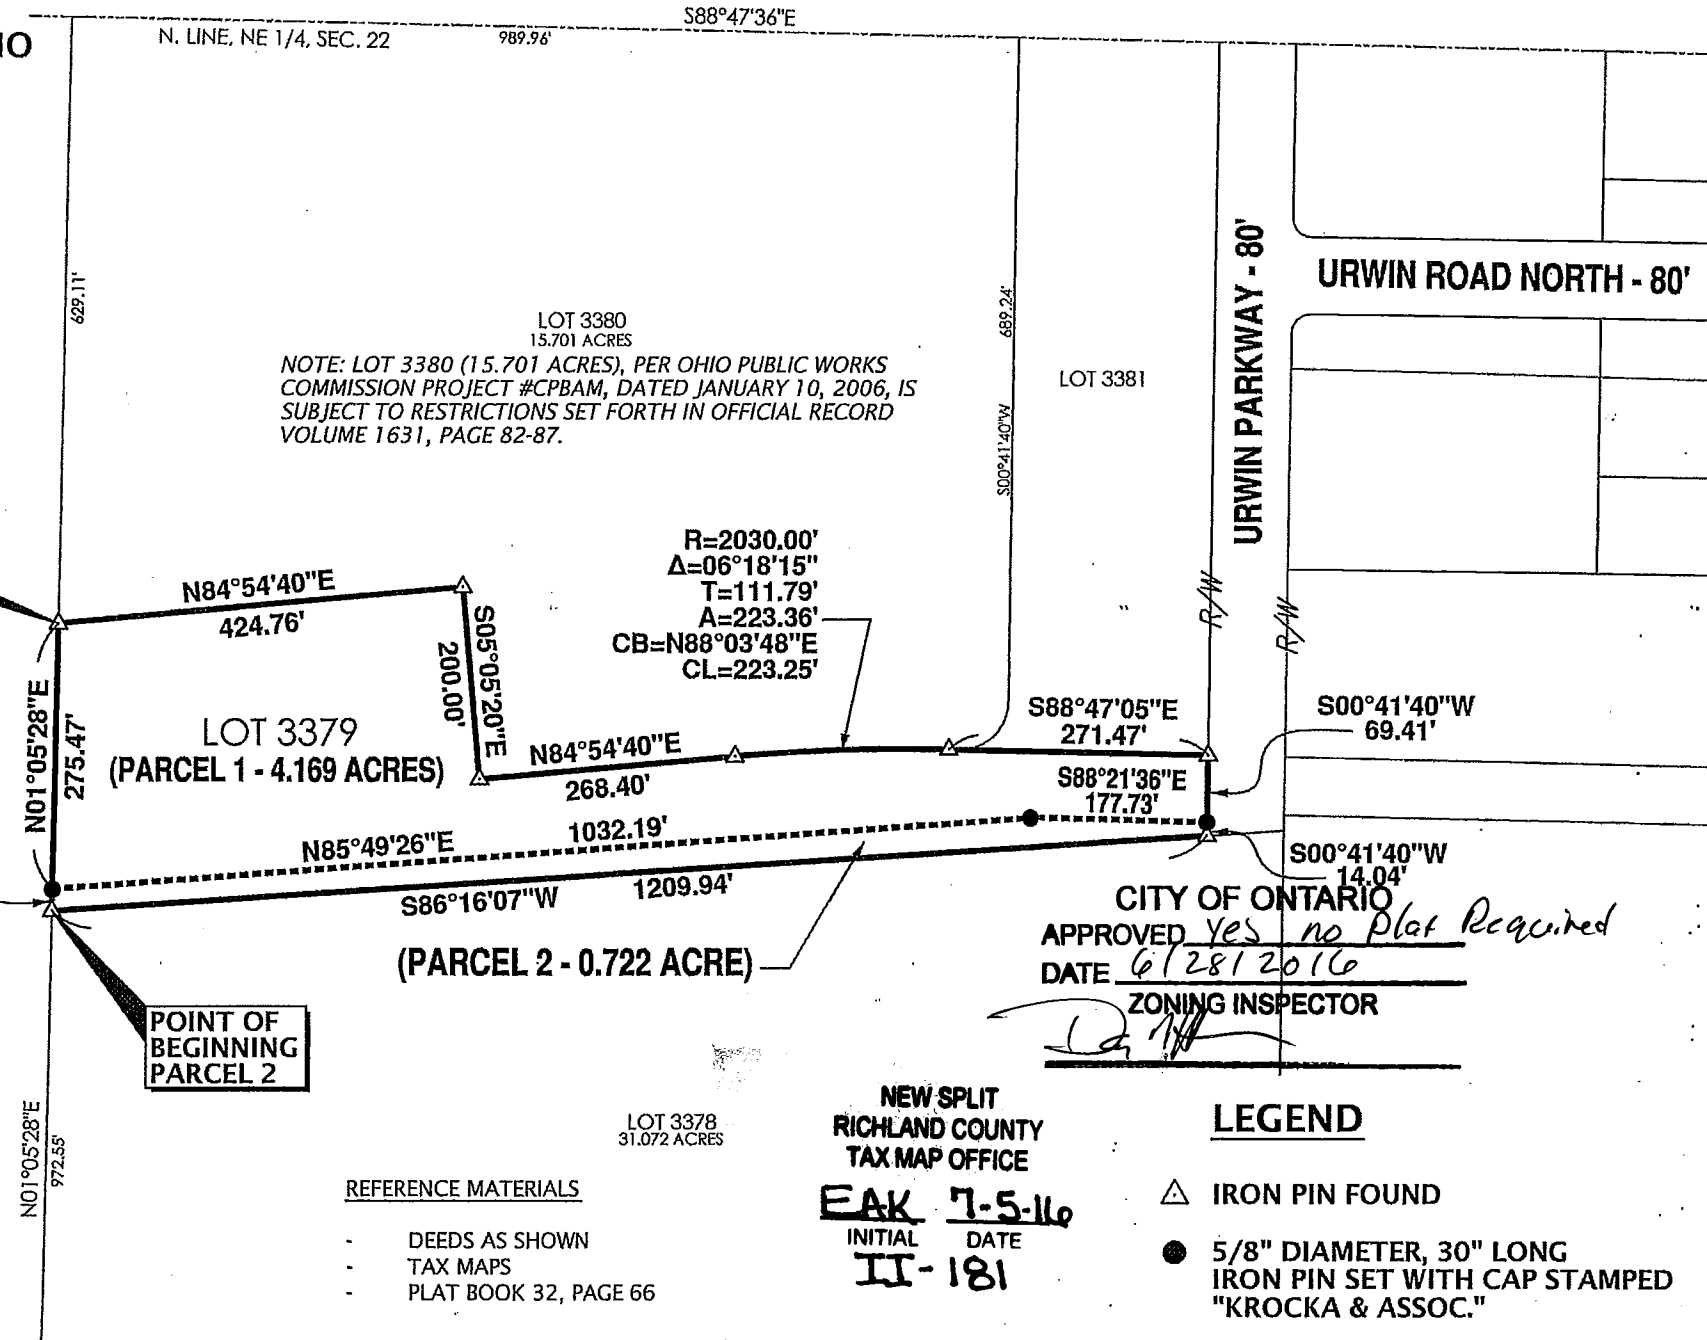 S88°47'36"E
IO
N. LINE, NE 1/4, SEC. 22
989.96'
629.11'
689.24'
S00°41'40"W
LOT 3380
15.701 ACRES
NOTE: LOT 3380 (15.701 ACRES), PER OHIO PUBLIC WORKS
COMMISSION PROJECT #CPBAM, DATED JANUARY 10, 2006, IS
SUBJECT TO RESTRICTIONS SET FORTH IN OFFICIAL RECORD
VOLUME 1631, PAGE 82-87.
LOT 3381
URWIN PARKWAY - 80'
URWIN ROAD NORTH - 80'
R/W
R/W
R=2030.00'
Δ=06°18'15"
T=111.79'
A=223.36'
CB=N88°03'48"E
CL=223.25'
N84°54'40"E
424.76'
S05°05'20"E
200.00'
N01°05'28"E
275.47'
LOT 3379
(PARCEL 1 - 4.169 ACRES)
N84°54'40"E
268.40'
S88°47'05"E
271.47'
S00°41'40"W
69.41'
S88°21'36"E
177.73'
N85°49'26"E
1032.19'
S86°16'07"W
1209.94'
S00°41'40"W
14.04'
(PARCEL 2 - 0.722 ACRE)
CITY OF ONTARIO
APPROVED yes no Plat Required
DATE 6/28/2016
ZONING INSPECTOR
POINT OF
BEGINNING
PARCEL 2
N01°05'28"E
972.55'
LOT 3378
31.072 ACRES
NEW SPLIT
RICHLAND COUNTY
TAX MAP OFFICE
EAK 7-5-16
INITIAL DATE
II-181
REFERENCE MATERIALS
- DEEDS AS SHOWN
- TAX MAPS
- PLAT BOOK 32, PAGE 66
LEGEND
IRON PIN FOUND
5/8" DIAMETER, 30" LONG
IRON PIN SET WITH CAP STAMPED
"KROCKA & ASSOC."